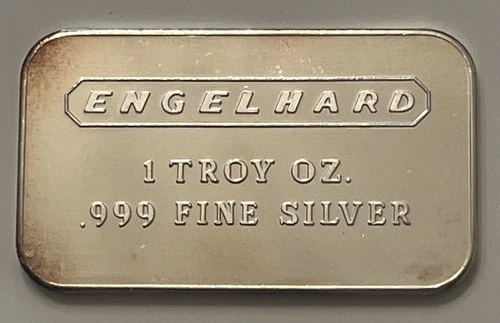 ENGELHARD
1 TROY OZ.
.999 FINE SILVER